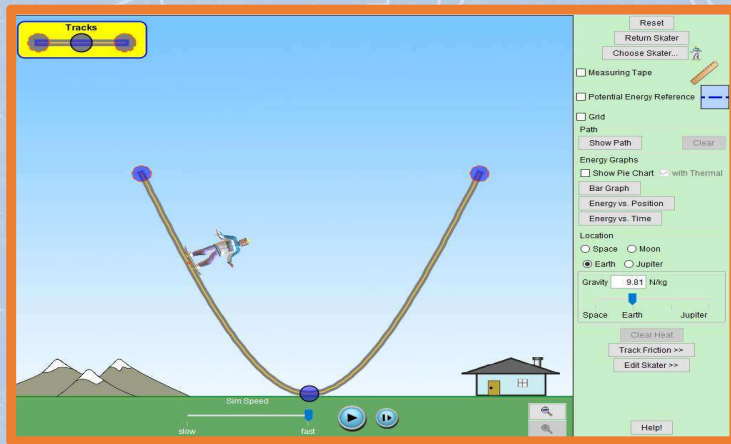 Tracks
Reset
Return Skater
Choose Skater...
Measuring Tape
Potential Energy Reference
Grid
Path
Show Path
Clear
Energy Graphs
Show Pie Chart
with Thermal
Bar Graph
Energy vs. Position
Energy vs. Time
Location
Space
Moon
Earth
Jupiter
Gravity 9.81 N/kg
Space Earth Jupiter
Clear Heat
Track Friction >>
Edit Skater >>
Sim Speed
slow fast
Help!